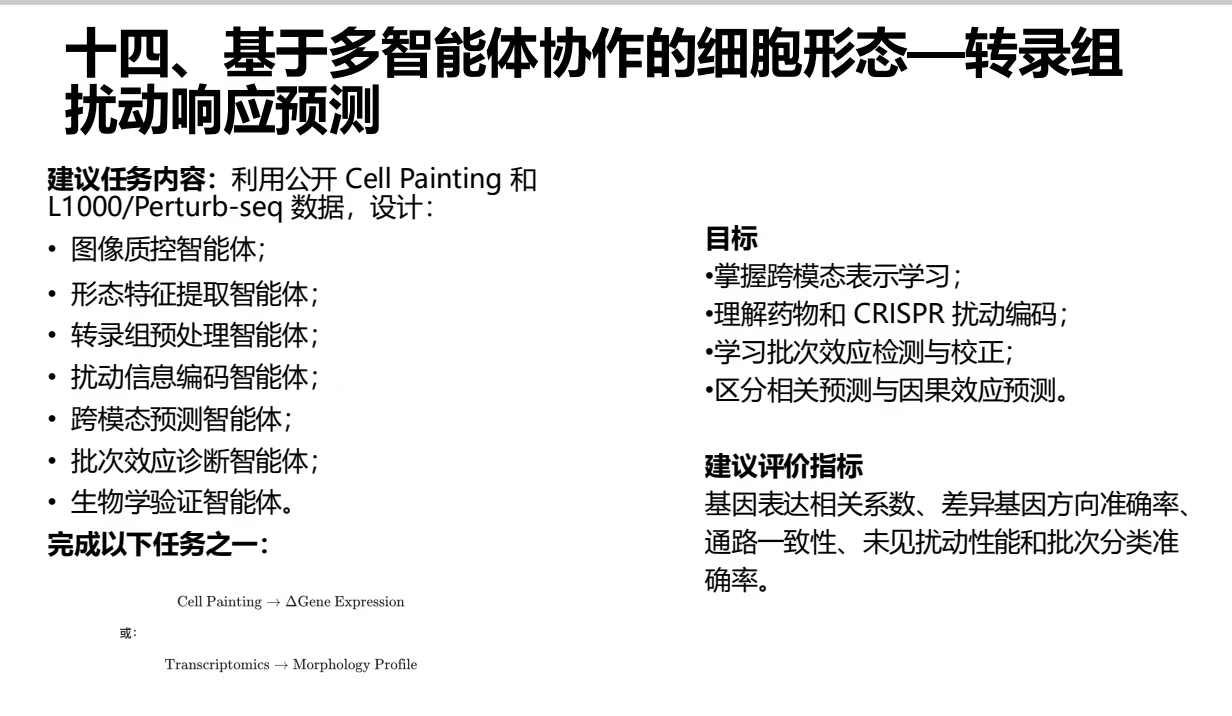 十四、基于多智能体协作的细胞形态—转录组
扰动响应预测
建议任务内容：利用公开 Cell Painting 和
L1000/Perturb-seq 数据，设计：
• 图像质控智能体；
• 形态特征提取智能体；
• 转录组预处理智能体；
• 扰动信息编码智能体；
• 跨模态预测智能体；
• 批次效应诊断智能体；
• 生物学验证智能体。
完成以下任务之一：
Cell Painting → ΔGene Expression
或：
Transcriptomics → Morphology Profile
目标
•掌握跨模态表示学习；
•理解药物和 CRISPR 扰动编码；
•学习批次效应检测与校正；
•区分相关预测与因果效应预测。
建议评价指标
基因表达相关系数、差异基因方向准确率、
通路一致性、未见扰动性能和批次分类准
确率。